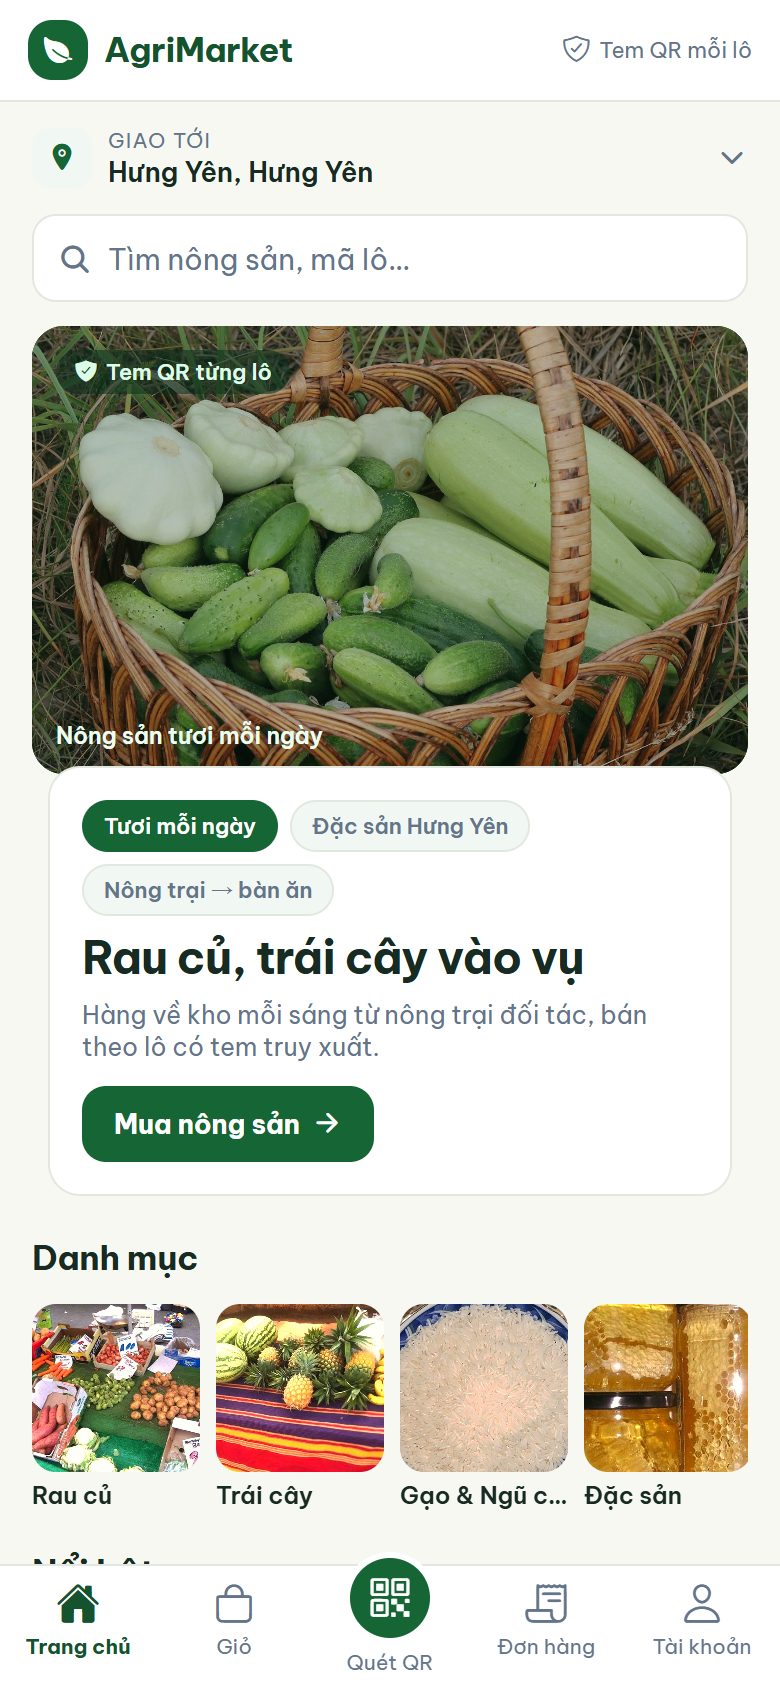 AgriMarket
Tem QR mỗi lô
GIAO TỚI
Hưng Yên, Hưng Yên
Tìm nông sản, mã lô...
Tem QR từng lô
Nông sản tươi mỗi ngày
Tươi mỗi ngày
Đặc sản Hưng Yên
Nông trại → bàn ăn
Rau củ, trái cây vào vụ
Hàng về kho mỗi sáng từ nông trại đối tác, bán
theo lô có tem truy xuất.
Mua nông sản →
Danh mục
Rau củ
Trái cây
Gạo & Ngũ c...
Đặc sản
Trang chủ
Giỏ
Quét QR
Đơn hàng
Tài khoản